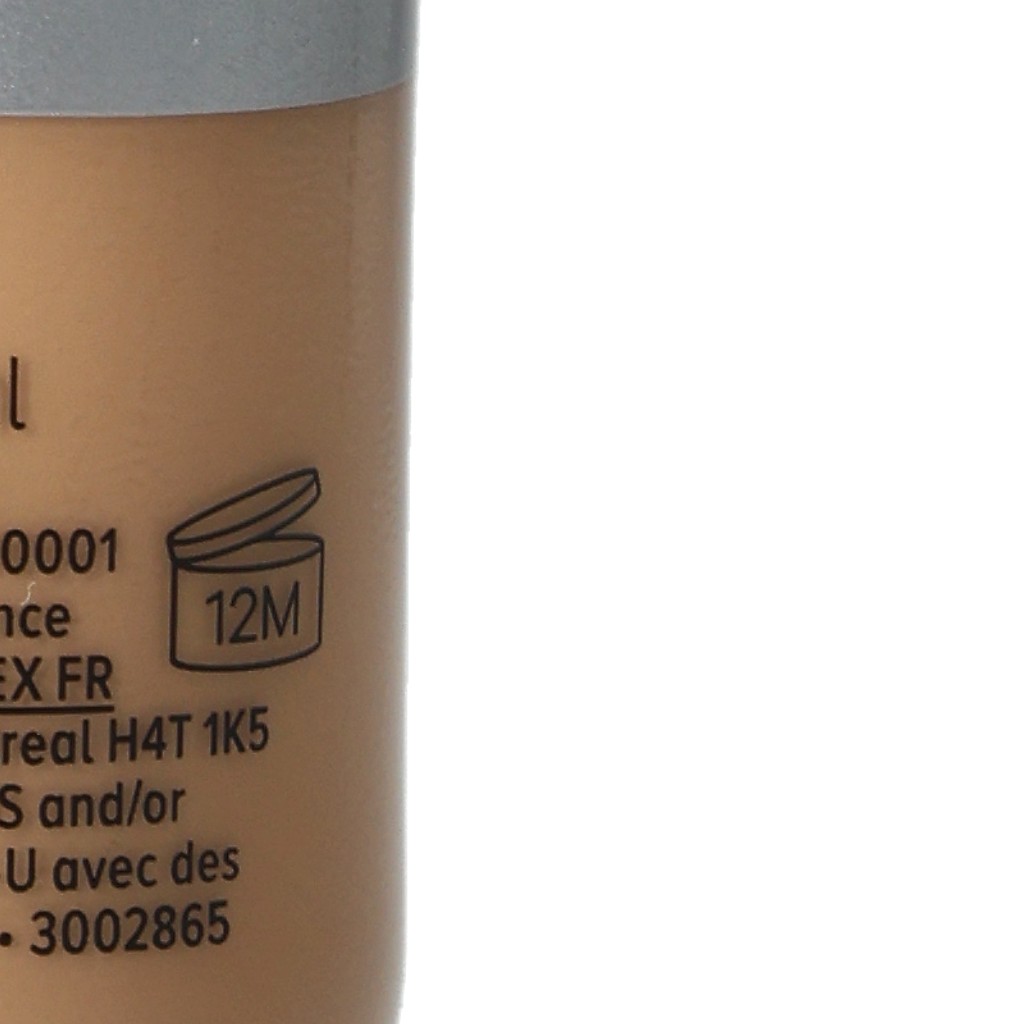 l
0001
nce
12M
EX FR
real H4T 1K5
S and/or
U avec des
• 3002865